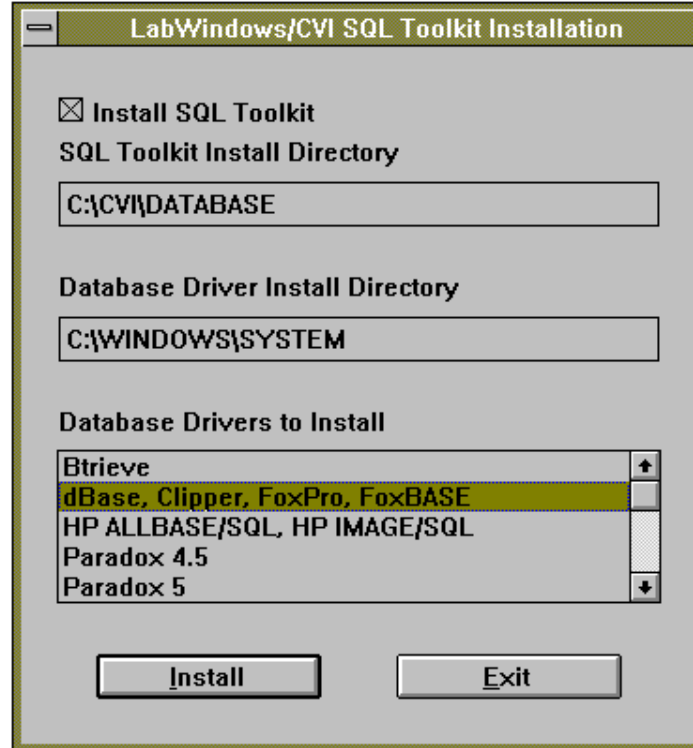 LabWindows/CVI SQL Toolkit Installation
Install SQL Toolkit
SQL Toolkit Install Directory
C:\CVI\DATABASE
Database Driver Install Directory
C:\WINDOWS\SYSTEM
Database Drivers to Install
Btrieve
dBase, Clipper, FoxPro, FoxBASE
HP ALLBASE/SQL, HP IMAGE/SQL
Paradox 4.5
Paradox 5
Install Exit